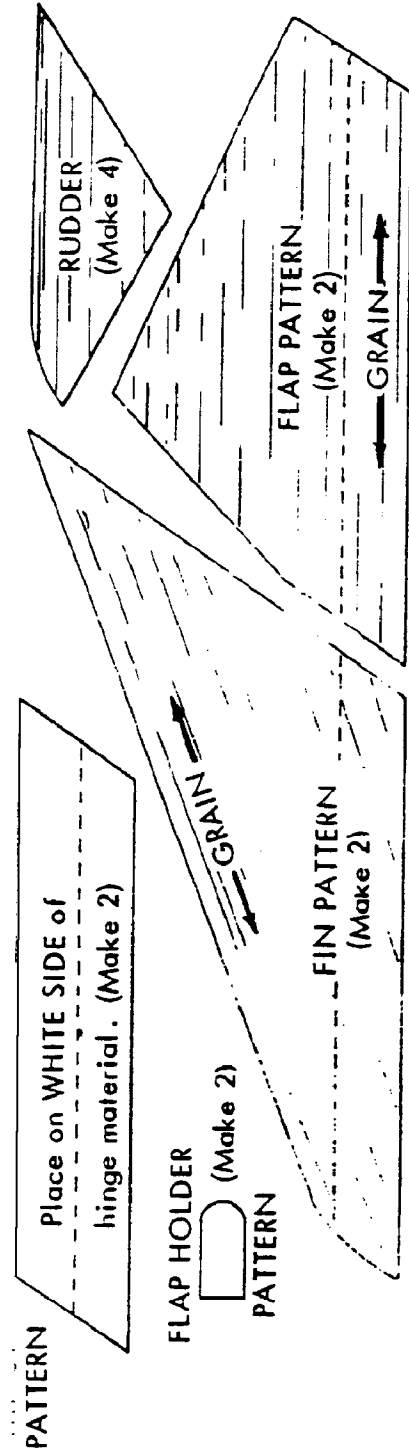 PATTERN
Place on WHITE SIDE of
hinge material. (Make 2)
FLAP HOLDER
(Make 2)
PATTERN
RUDDER
(Make 4)
GRAIN
FIN PATTERN
(Make 2)
FLAP PATTERN
(Make 2)
GRAIN